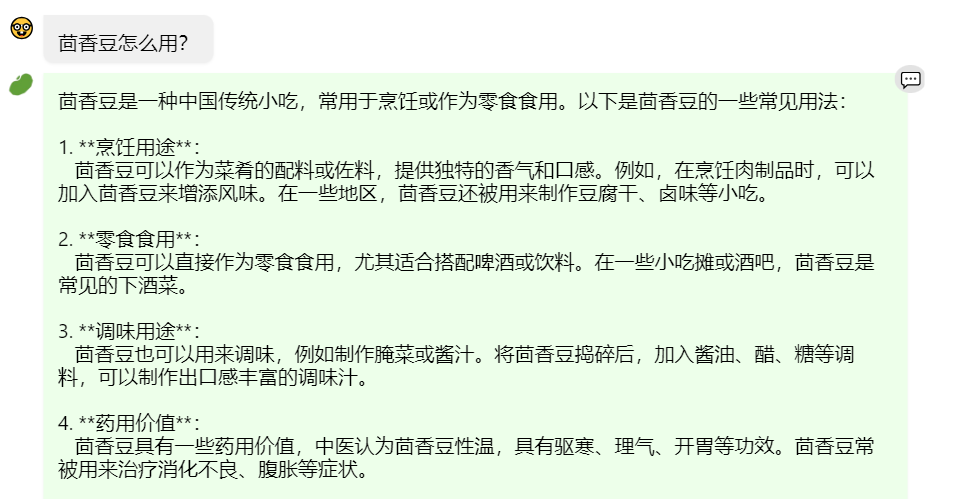 茴香豆怎么用？
茴香豆是一种中国传统小吃，常用于烹饪或作为零食食用。以下是茴香豆的一些常见用法：
1. **烹饪用途**：
茴香豆可以作为菜肴的配料或佐料，提供独特的香气和口感。例如，在烹饪肉制品时，可以
加入茴香豆来增添风味。在一些地区，茴香豆还被用来制作豆腐干、卤味等小吃。
2. **零食食用**：
茴香豆可以直接作为零食食用，尤其适合搭配啤酒或饮料。在一些小吃摊或酒吧，茴香豆是
常见的下酒菜。
3. **调味用途**：
茴香豆也可以用来调味，例如制作腌菜或酱汁。将茴香豆捣碎后，加入酱油、醋、糖等调
料，可以制作出口感丰富的调味汁。
4. **药用价值**：
茴香豆具有一些药用价值，中医认为茴香豆性温，具有驱寒、理气、开胃等功效。茴香豆常
被用来治疗消化不良、腹胀等症状。